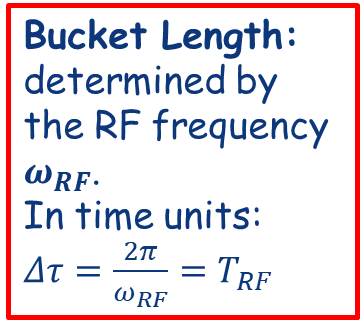 Bucket Length:
determined by
the RF frequency
ω_RF.
In time units:
Δτ = 2π/ω_RF = T_RF